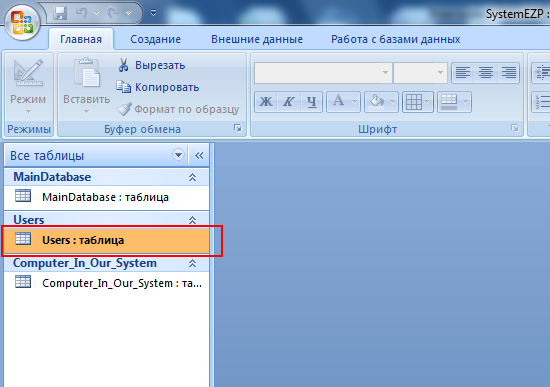 SystemEZP :
Главная Создание Внешние данные Работа с базами данных
Режим
Режимы
Вставить
Вырезать
Копировать
Формат по образцу
Буфер обмена
Ж К Ч А
Шрифт
Все таблицы
MainDatabase
MainDatabase : таблица
Users
Users : таблица
Computer_In_Our_System
Computer_In_Our_System : та...